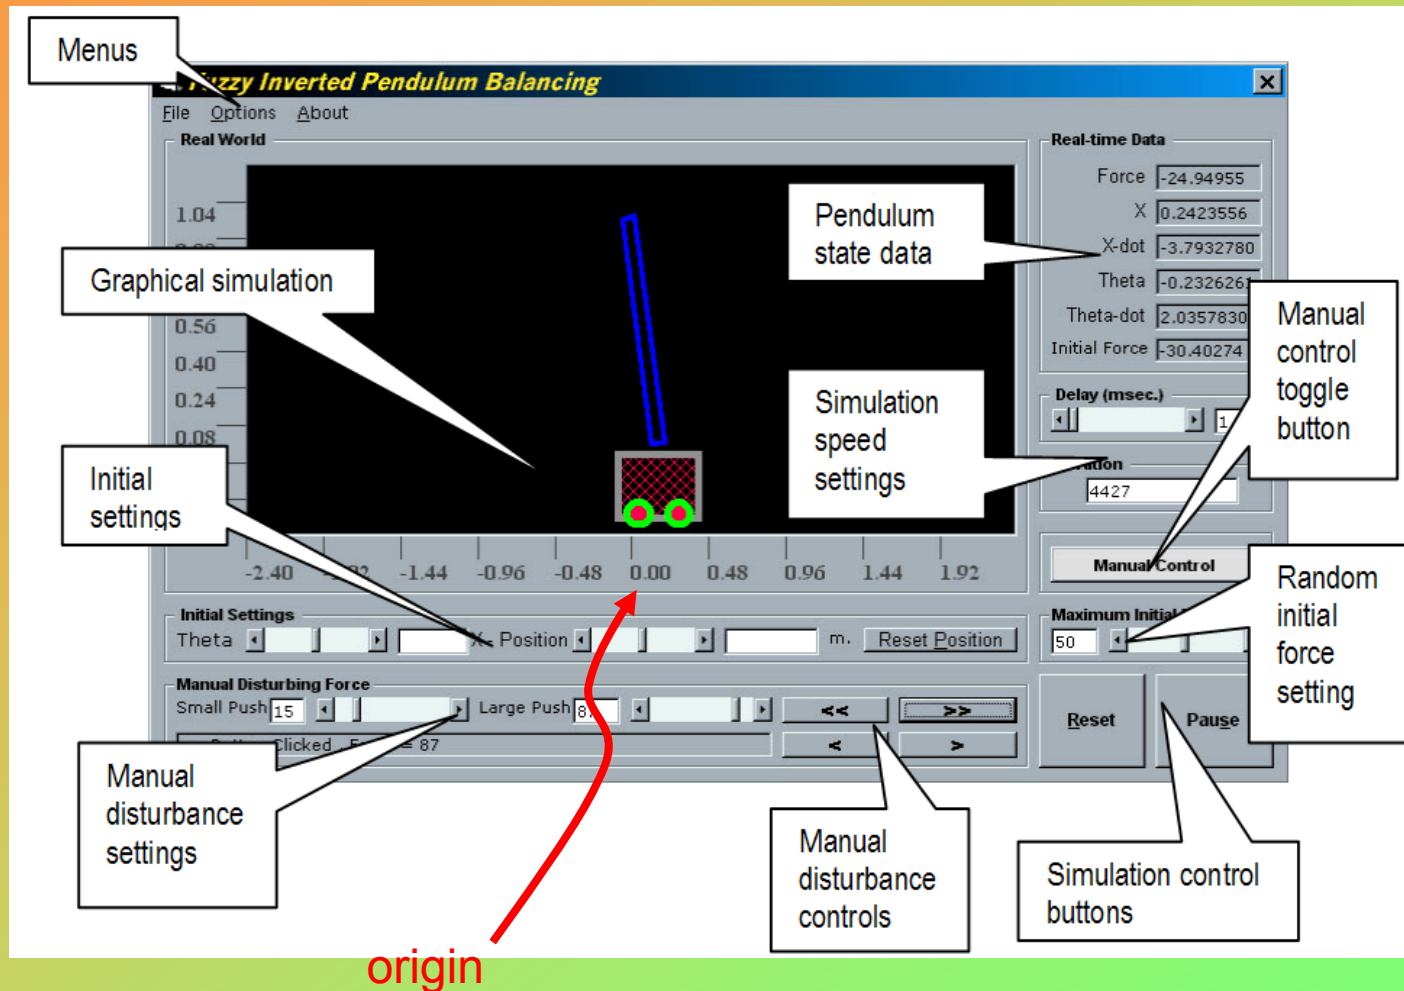 Menus
Fuzzy Inverted Pendulum Balancing
File Options About
Real World
1.04
0.56
0.40
0.24
0.08
-2.40
-1.44 -0.96 -0.48 0.00 0.48 0.96 1.44 1.92
Graphical simulation
Pendulum
state data
Simulation
speed
settings
Initial
settings
Real-time Data
Force -24.94955
X 0.2423556
X-dot -3.7932780
Theta -0.2326261
Theta-dot 2.0357830
Initial Force -30.40274
Manual
control
toggle
button
Delay (msec.)
1
4427
Manual Control
Random
initial
force
setting
Initial Settings
Theta X - Position m. Reset Position
Maximum
50
Manual Disturbing Force
Small Push 15 Large Push << >>
Clicked = 87 < >
Reset Pause
Manual
disturbance
settings
Manual
disturbance
controls
Simulation control
buttons
origin